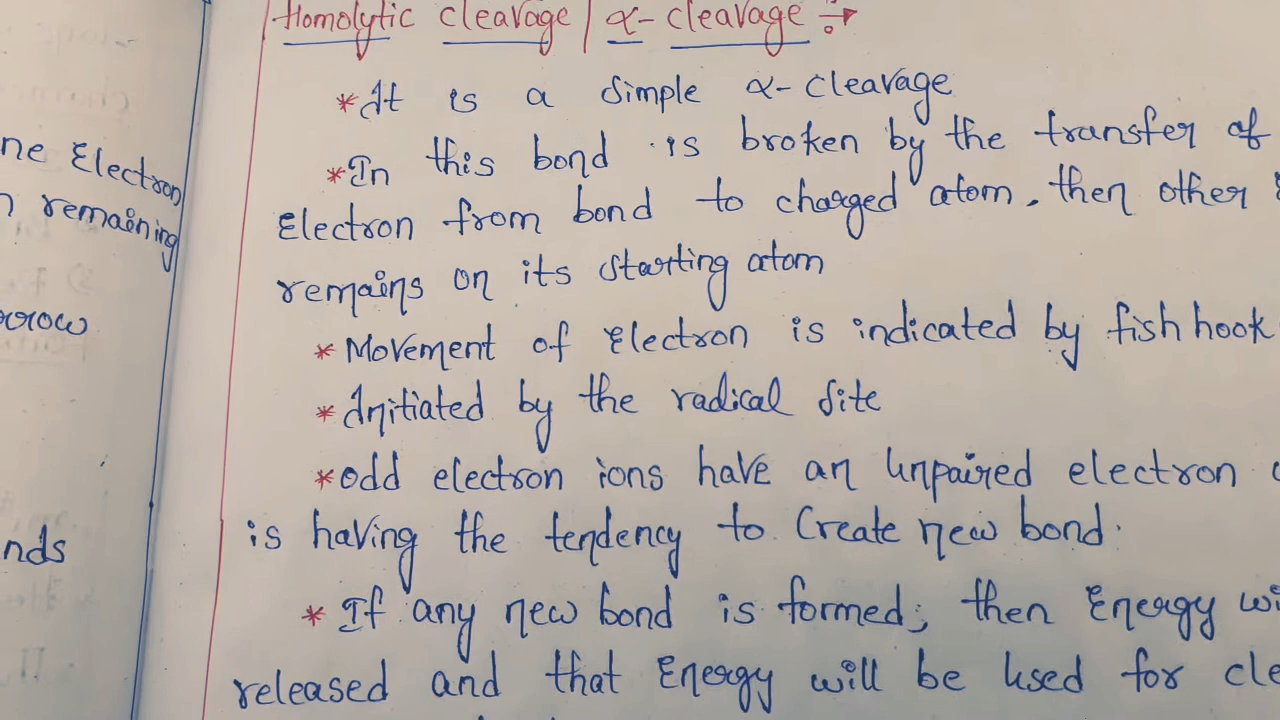 ne Electron
remaining
nds
Homolytic cleavage / α- cleavage ÷→
* It is a simple α- cleavage
* In this bond is broken by the transfer of
Electron from bond to charged atom, then other
remains on its starting atom
* Movement of electron is indicated by fish hook
* Initiated by the radical site
* odd electron ions have an unpaired electron
is having the tendency to Create new bond.
* If any new bond is formed; then Energy wi
released and that Energy will be used for cle